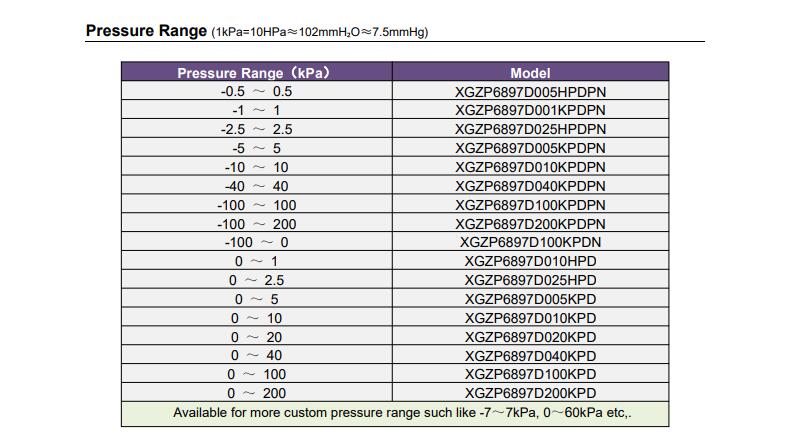 Pressure Range (1kPa=10HPa≈102mmH₂O≈7.5mmHg)
Pressure Range（kPa） Model
-0.5 ～ 0.5 XGZP6897D005HPDPN
-1 ～ 1 XGZP6897D001KPDPN
-2.5 ～ 2.5 XGZP6897D025HPDPN
-5 ～ 5 XGZP6897D005KPDPN
-10 ～ 10 XGZP6897D010KPDPN
-40 ～ 40 XGZP6897D040KPDPN
-100 ～ 100 XGZP6897D100KPDPN
-100 ～ 200 XGZP6897D200KPDPN
-100 ～ 0 XGZP6897D100KPDN
0 ～ 1 XGZP6897D010HPD
0 ～ 2.5 XGZP6897D025HPD
0 ～ 5 XGZP6897D005KPD
0 ～ 10 XGZP6897D010KPD
0 ～ 20 XGZP6897D020KPD
0 ～ 40 XGZP6897D040KPD
0 ～ 100 XGZP6897D100KPD
0 ～ 200 XGZP6897D200KPD
Available for more custom pressure range such like -7～7kPa, 0～60kPa etc,.